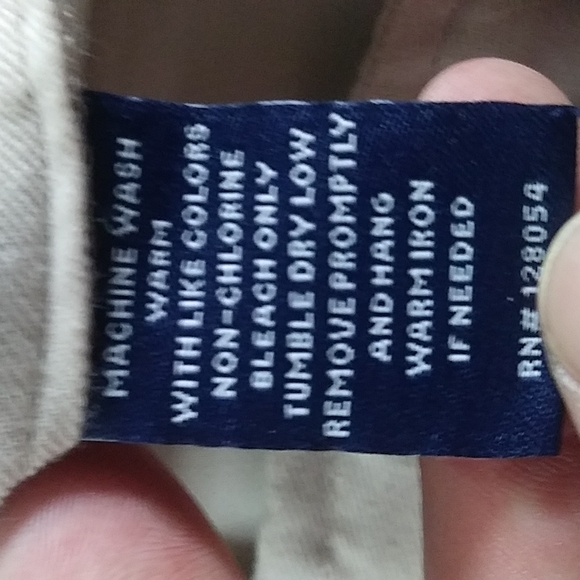 MACHINE WASH
WARM
WITH LIKE COLORS
NON-CHLORINE
BLEACH ONLY
TUMBLE DRY LOW
REMOVE PROMPTLY
AND HANG
WARM IRON
IF NEEDED
RN# 128054